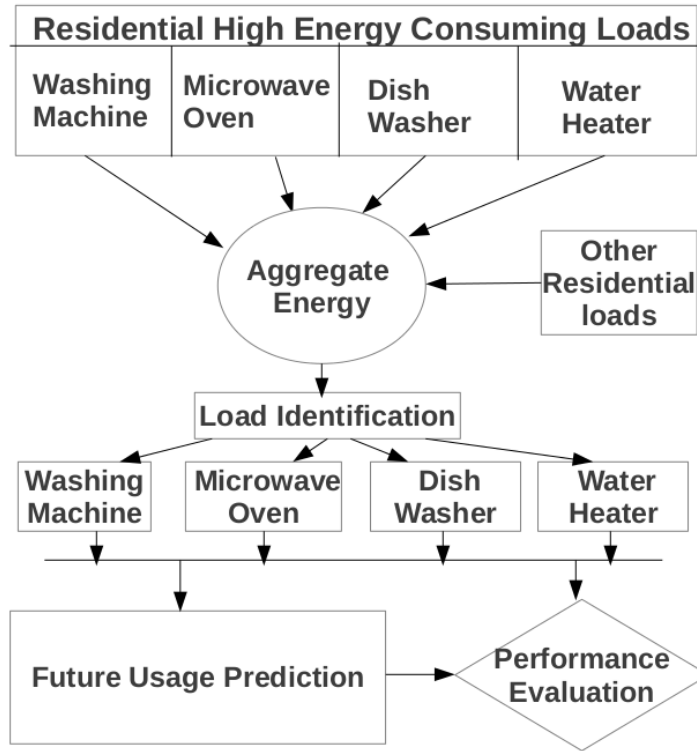 Residential High Energy Consuming Loads
Washing
Machine
Microwave
Oven
Dish
Washer
Water
Heater
Aggregate
Energy
Other
Residential
loads
Load Identification
Washing
Machine
Microwave
Oven
Dish
Washer
Water
Heater
Future Usage Prediction
Performance
Evaluation